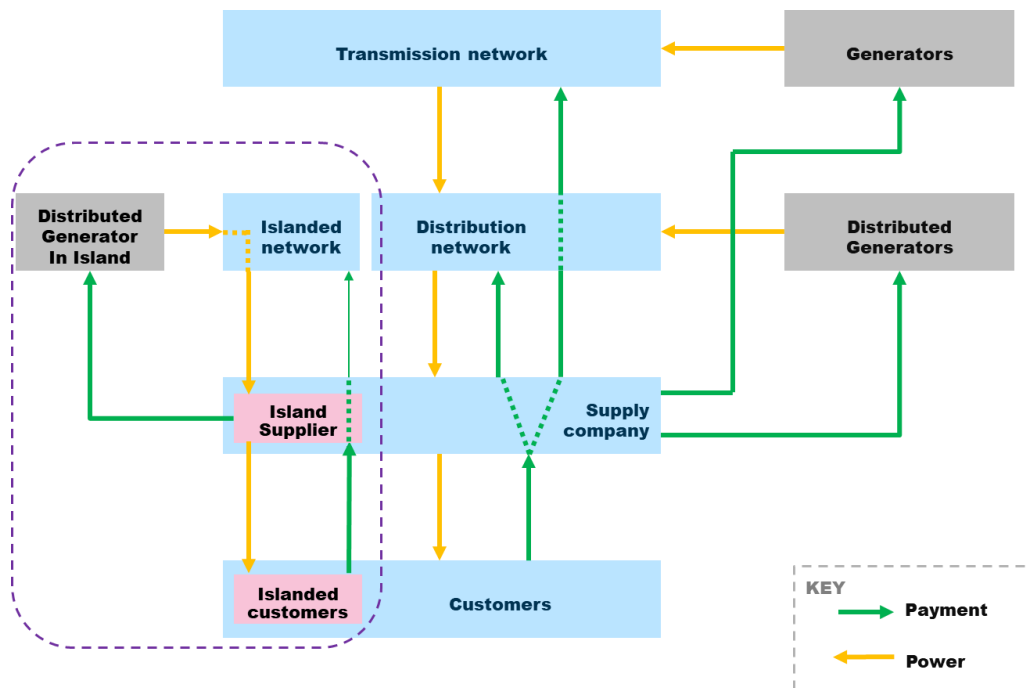 Transmission network
Generators
Distributed
Generator
In Island
Islanded
network
Distribution
network
Distributed
Generators
Island
Supplier
Supply
company
Islanded
customers
Customers
KEY
Payment
Power